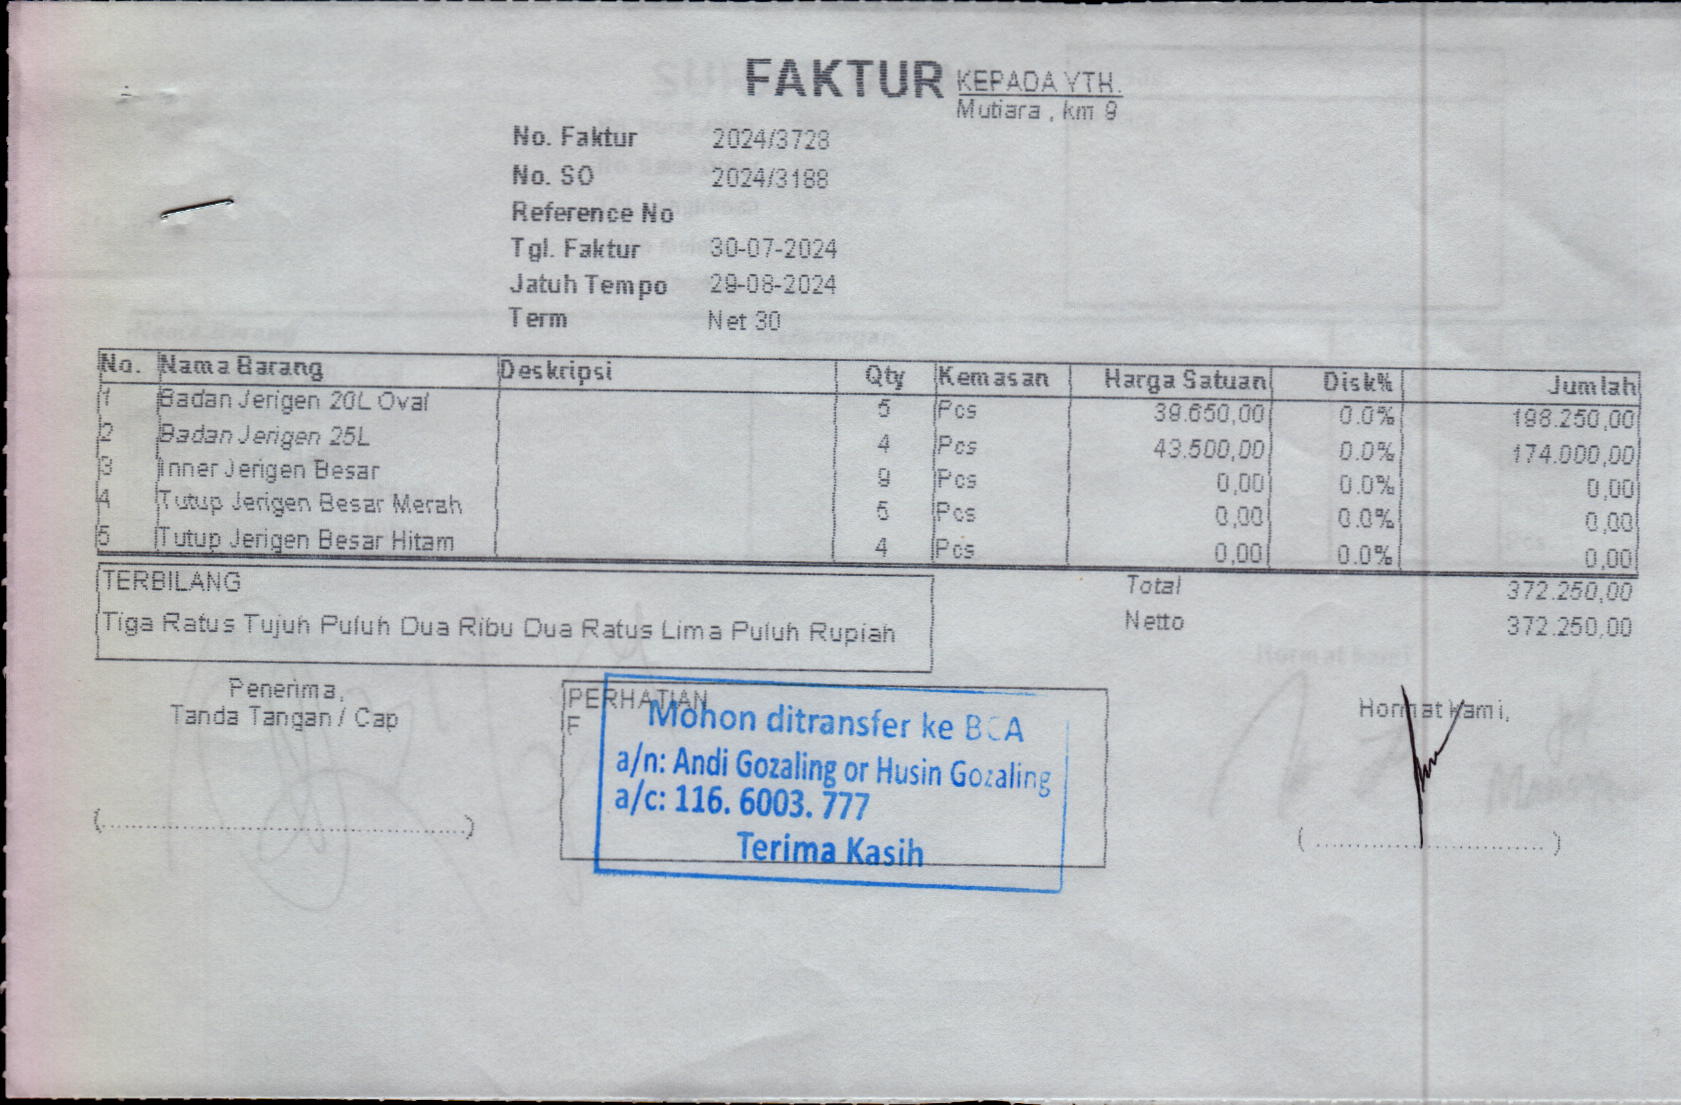 FAKTUR
KEPADA YTH.
Mutiara , km 9
No. Faktur 2024/3728
No. SO 2024/3188
Reference No
Tgl. Faktur 30-07-2024
Jatuh Tempo 29-08-2024
Term Net 30
No. Nama Barang Deskripsi Qty Kemasan Harga Satuan Disk% Jumlah
1 Badan Jerigen 20L Oval 5 Pcs 39.650,00 0.0% 198.250,00
2 Badan Jerigen 25L 4 Pcs 43.500,00 0.0% 174.000,00
3 Inner Jerigen Besar 9 Pcs 0,00 0.0% 0,00
4 Tutup Jerigen Besar Merah 5 Pcs 0,00 0.0% 0,00
5 Tutup Jerigen Besar Hitam 4 Pcs 0,00 0.0% 0,00
TERBILANG
Tiga Ratus Tujuh Puluh Dua Ribu Dua Ratus Lima Puluh Rupiah
Total 372.250,00
Netto 372.250,00
Penerima,
Tanda Tangan / Cap
(..........................................)
PERHATIAN
F
Mohon ditransfer ke BCA
a/n: Andi Gozaling or Husin Gozaling
a/c: 116. 6003. 777
Terima Kasih
Hormat Kami,
( .......................... )